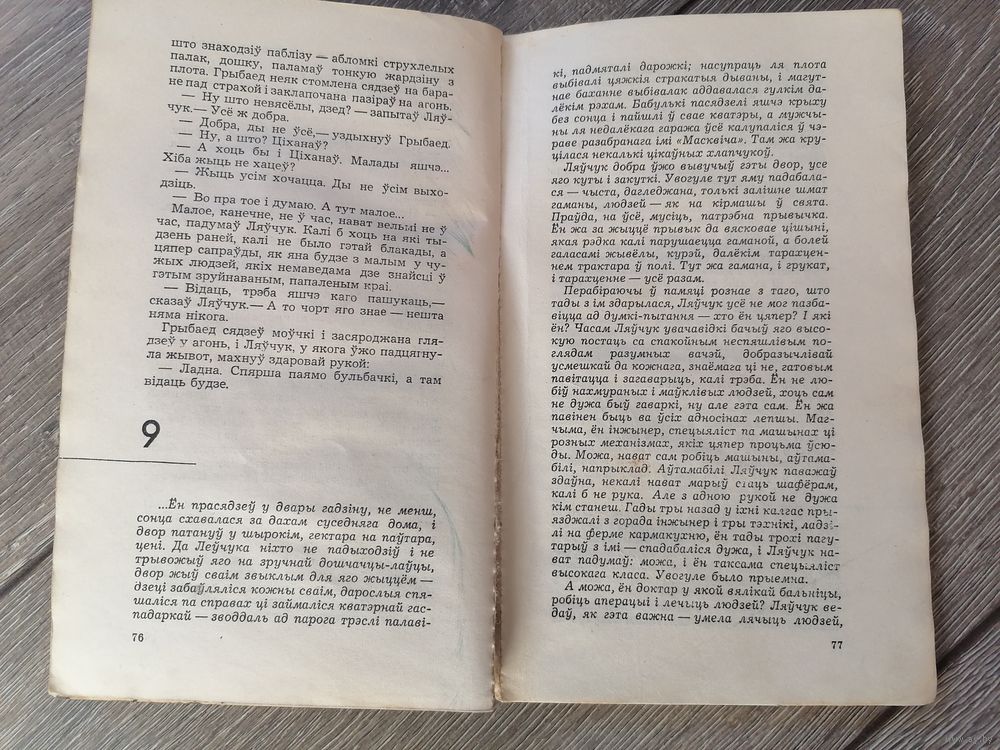 што знаходзіў паблізу — абломкі струхлелых
палак, дошку, паламаў тонкую жардзіну з
плота. Грыбаед неяк стомлена сядзеў на бара-
не пад страхой і заклапочана пазіраў на агонь.
— Ну што невясёлы, дзед? — запытаў Ляў-
чук.— Усё ж добра.
— Добра, ды не ўсё,— уздыхнуў Грыбаед.
— Ну, а што? Ціханаў?
— А хоць бы і Ціханаў. Малады яшчэ...
Хіба жыць не хацеў?
— Жыць усім хочацца. Ды не ўсім выхо-
дзіць.
— Во пра тое і думаю. А тут малое...
Малое, канечне, не ў час, нават вельмі не ў
час, падумаў Ляўчук. Калі б хоць на які ты-
дзень раней, калі не было гэтай блакады, а
цяпер сапраўды, як яна будзе з малым у чу-
жых людзей, якіх немаведама дзе знайсці ў
гэтым зруйнаваным, папаленым краі.
— Відаць, трэба яшчэ каго пашукаць,—
сказаў Ляўчук.— А то чорт яго знае — нешта
няма нікога.
Грыбаед сядзеў моўчкі і засяроджана гля-
дзеў у агонь, і Ляўчук, у якога ўжо падцягну-
ла жывот, махнуў здаровай рукой:
— Ладна. Спярша паямо бульбачкі, а там
відаць будзе.
9
...Ён прасядзеў у двары гадзіну, не менш,
сонца схавалася за дахам суседняга дома, і
двор патануў у шырокім, гектара на паўтара,
цені. Да Леўчука ніхто не падыходзіў і не
трывожыў яго на зручнай дошчачцы-лаўцы,
двор жыў сваім звыклым для яго жыццём —
дзеці забаўляліся кожны сваім, дарослыя спя-
шаліся па справах ці займаліся кватэрнай гас-
падаркай — зводдаль ад парога трэслі палаві-
76
кі, падмяталі дарожкі; насупраць ля плота
выбівалі цяжкія стракатыя дываны, і магут-
нае баханне выбівалак аддавалася гулкім да-
лёкім рэхам. Бабулькі пасядзелі яшчэ крыху
без сонца і пайшлі ў свае кватэры, а мужчы-
ны ля недалёкага гаража ўсё калупаліся ў чэ-
раве разабранага імі «Масквіча». Там жа кру-
цілася некалькі цікаўных хлапчукоў.
Ляўчук добра ўжо вывучыў гэты двор, усе
яго куты і закуткі. Увогуле тут яму падабала-
ся — чыста, дагледжана, толькі залішне шмат
гаманы, людзей — як на кірмашы ў свята.
Праўда, на ўсё, мусіць, патрэбна прывычка.
Ён жа за жыццё прывык да вясковае цішыні,
якая рэдка калі парушаецца гаманой, а болей
галасамі жывёлы, курэй, далёкім тарахцен-
нем трактара ў полі. Тут жа гамана, і грукат,
і тарахценне — усё разам.
Перабіраючы ў памяці рознае з таго, што
тады з ім здарылася, Ляўчук усё не мог пазба-
віцца ад думкі-пытання — хто ён цяпер? І які
ён? Часам Ляўчук увачавідкі бачыў яго высо-
кую постаць са спакойным неспяшлівым по-
глядам разумных вачэй, добразычлівай
усмешкай да кожнага, знаёмага ці не, гатовым
павітацца і загаварыць, калі трэба. Ён не лю-
біў нахмураных і маўклівых людзей, хоць сам
не дужа быў гаваркі, ну але гэта сам. Ён жа
павінен быць ва ўсіх адносінах лепшы. Маг-
чыма, ён інжынер, спецыяліст па машынах ці
розных механізмах, якіх цяпер процьма ўсю-
ды. Можа, нават сам робіць машыны, аўтама-
білі, напрыклад. Аўтамабілі Ляўчук паважаў
здаўна, некалі нават марыў стаць шафёрам,
калі б не рука. Але з адною рукой не дужа
кім станеш. Гады тры назад у іхні калгас пры-
язджалі з горада інжынер і тры тэхнікі, ладзі-
лі на ферме кармакухню, ён тады трохі пагу-
тарыў з імі — спадабаліся дужа, і Ляўчук на-
ват падумаў: можа, і ён таксама спецыяліст
высокага класа. Увогуле было прыемна.
А можа, ён доктар у якой вялікай бальніцы,
робіць аперацыі і лечыць людзей? Ляўчук ве-
даў, як гэта важна — умела лячыць людзей,
77
www.ay.by